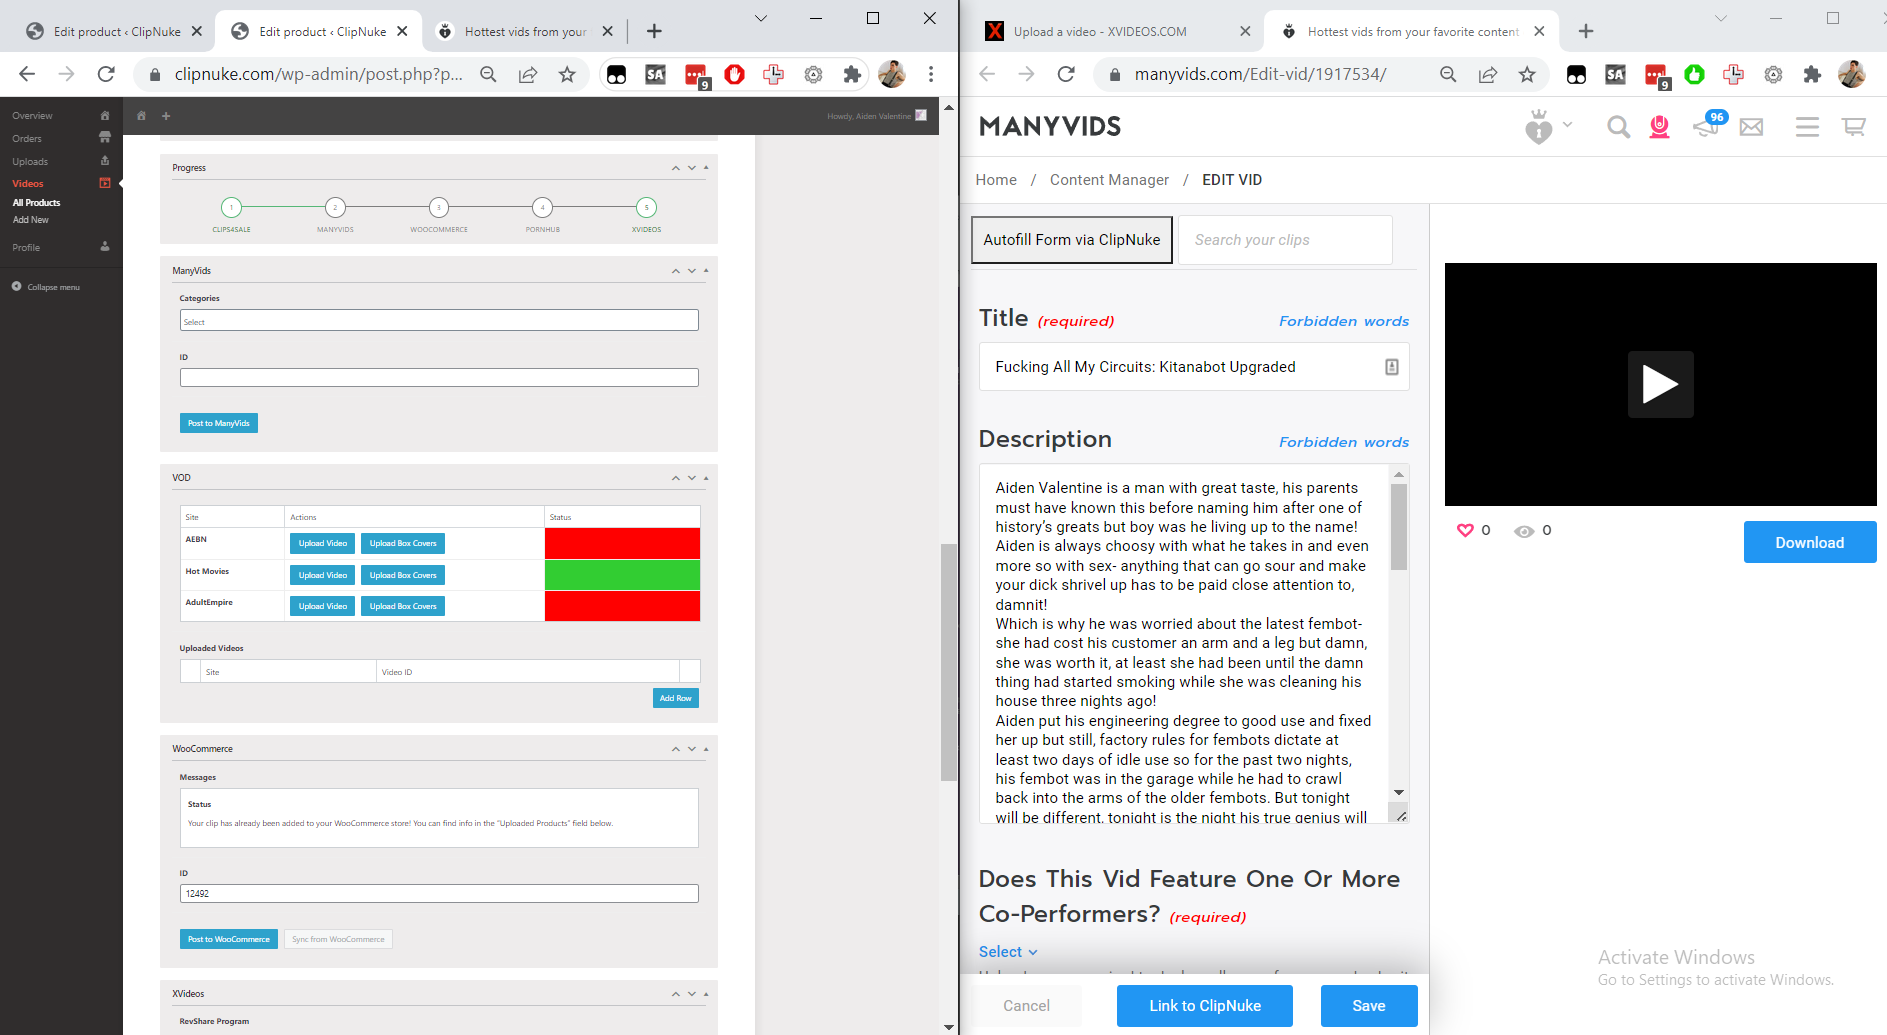 Edit product ‹ ClipNuke
Edit product ‹ ClipNuke
Hottest vids from your
clipnuke.com/wp-admin/post.php?p...
SA
9
Overview
Orders
Uploads
Videos
All Products
Add New
Profile
Collapse menu
Howdy, Aiden Valentine
Progress
1
2
3
4
5
CLIPS4SALE
MANYVIDS
WOOCOMMERCE
PORNHUB
XVIDEOS
ManyVids
Categories
Select
ID
Post to ManyVids
VOD
Site
Actions
Status
AEBN
Upload Video
Upload Box Covers
Hot Movies
Upload Video
Upload Box Covers
AdultEmpire
Upload Video
Upload Box Covers
Uploaded Videos
Site
Video ID
Add Row
WooCommerce
Messages
Status
Your clip has already been added to your WooCommerce store! You can find info in the "Uploaded Products" field below.
ID
12492
Post to WooCommerce
Sync from WooCommerce
XVideos
RevShare Program
Upload a video - XVIDEOS.COM
Hottest vids from your favorite content
manyvids.com/Edit-vid/1917534/
SA
9
MANYVIDS
96
Home / Content Manager / EDIT VID
Autofill Form via ClipNuke
Search your clips
Title (required)
Forbidden words
Fucking All My Circuits: Kitanabot Upgraded
Description
Forbidden words
Aiden Valentine is a man with great taste, his parents
must have known this before naming him after one of
history's greats but boy was he living up to the name!
Aiden is always choosy with what he takes in and even
more so with sex- anything that can go sour and make
your dick shrivel up has to be paid close attention to,
damnit!
Which is why he was worried about the latest fembot-
she had cost his customer an arm and a leg but damn,
she was worth it, at least she had been until the damn
thing had started smoking while she was cleaning his
house three nights ago!
Aiden put his engineering degree to good use and fixed
her up but still, factory rules for fembots dictate at
least two days of idle use so for the past two nights,
his fembot was in the garage while he had to crawl
back into the arms of the older fembots. But tonight
will be different, tonight is the night his true genius will
Does This Vid Feature One Or More
Co-Performers? (required)
Select
Cancel
Link to ClipNuke
Save
0
0
Download
Activate Windows
Go to Settings to activate Windows.